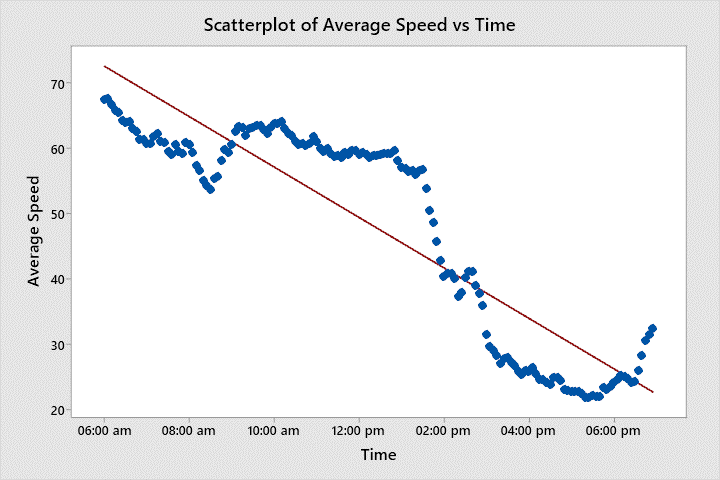 Scatterplot of Average Speed vs Time
70
60
50
40
30
20
Average Speed
06:00 am 08:00 am 10:00 am 12:00 pm 02:00 pm 04:00 pm 06:00 pm
Time